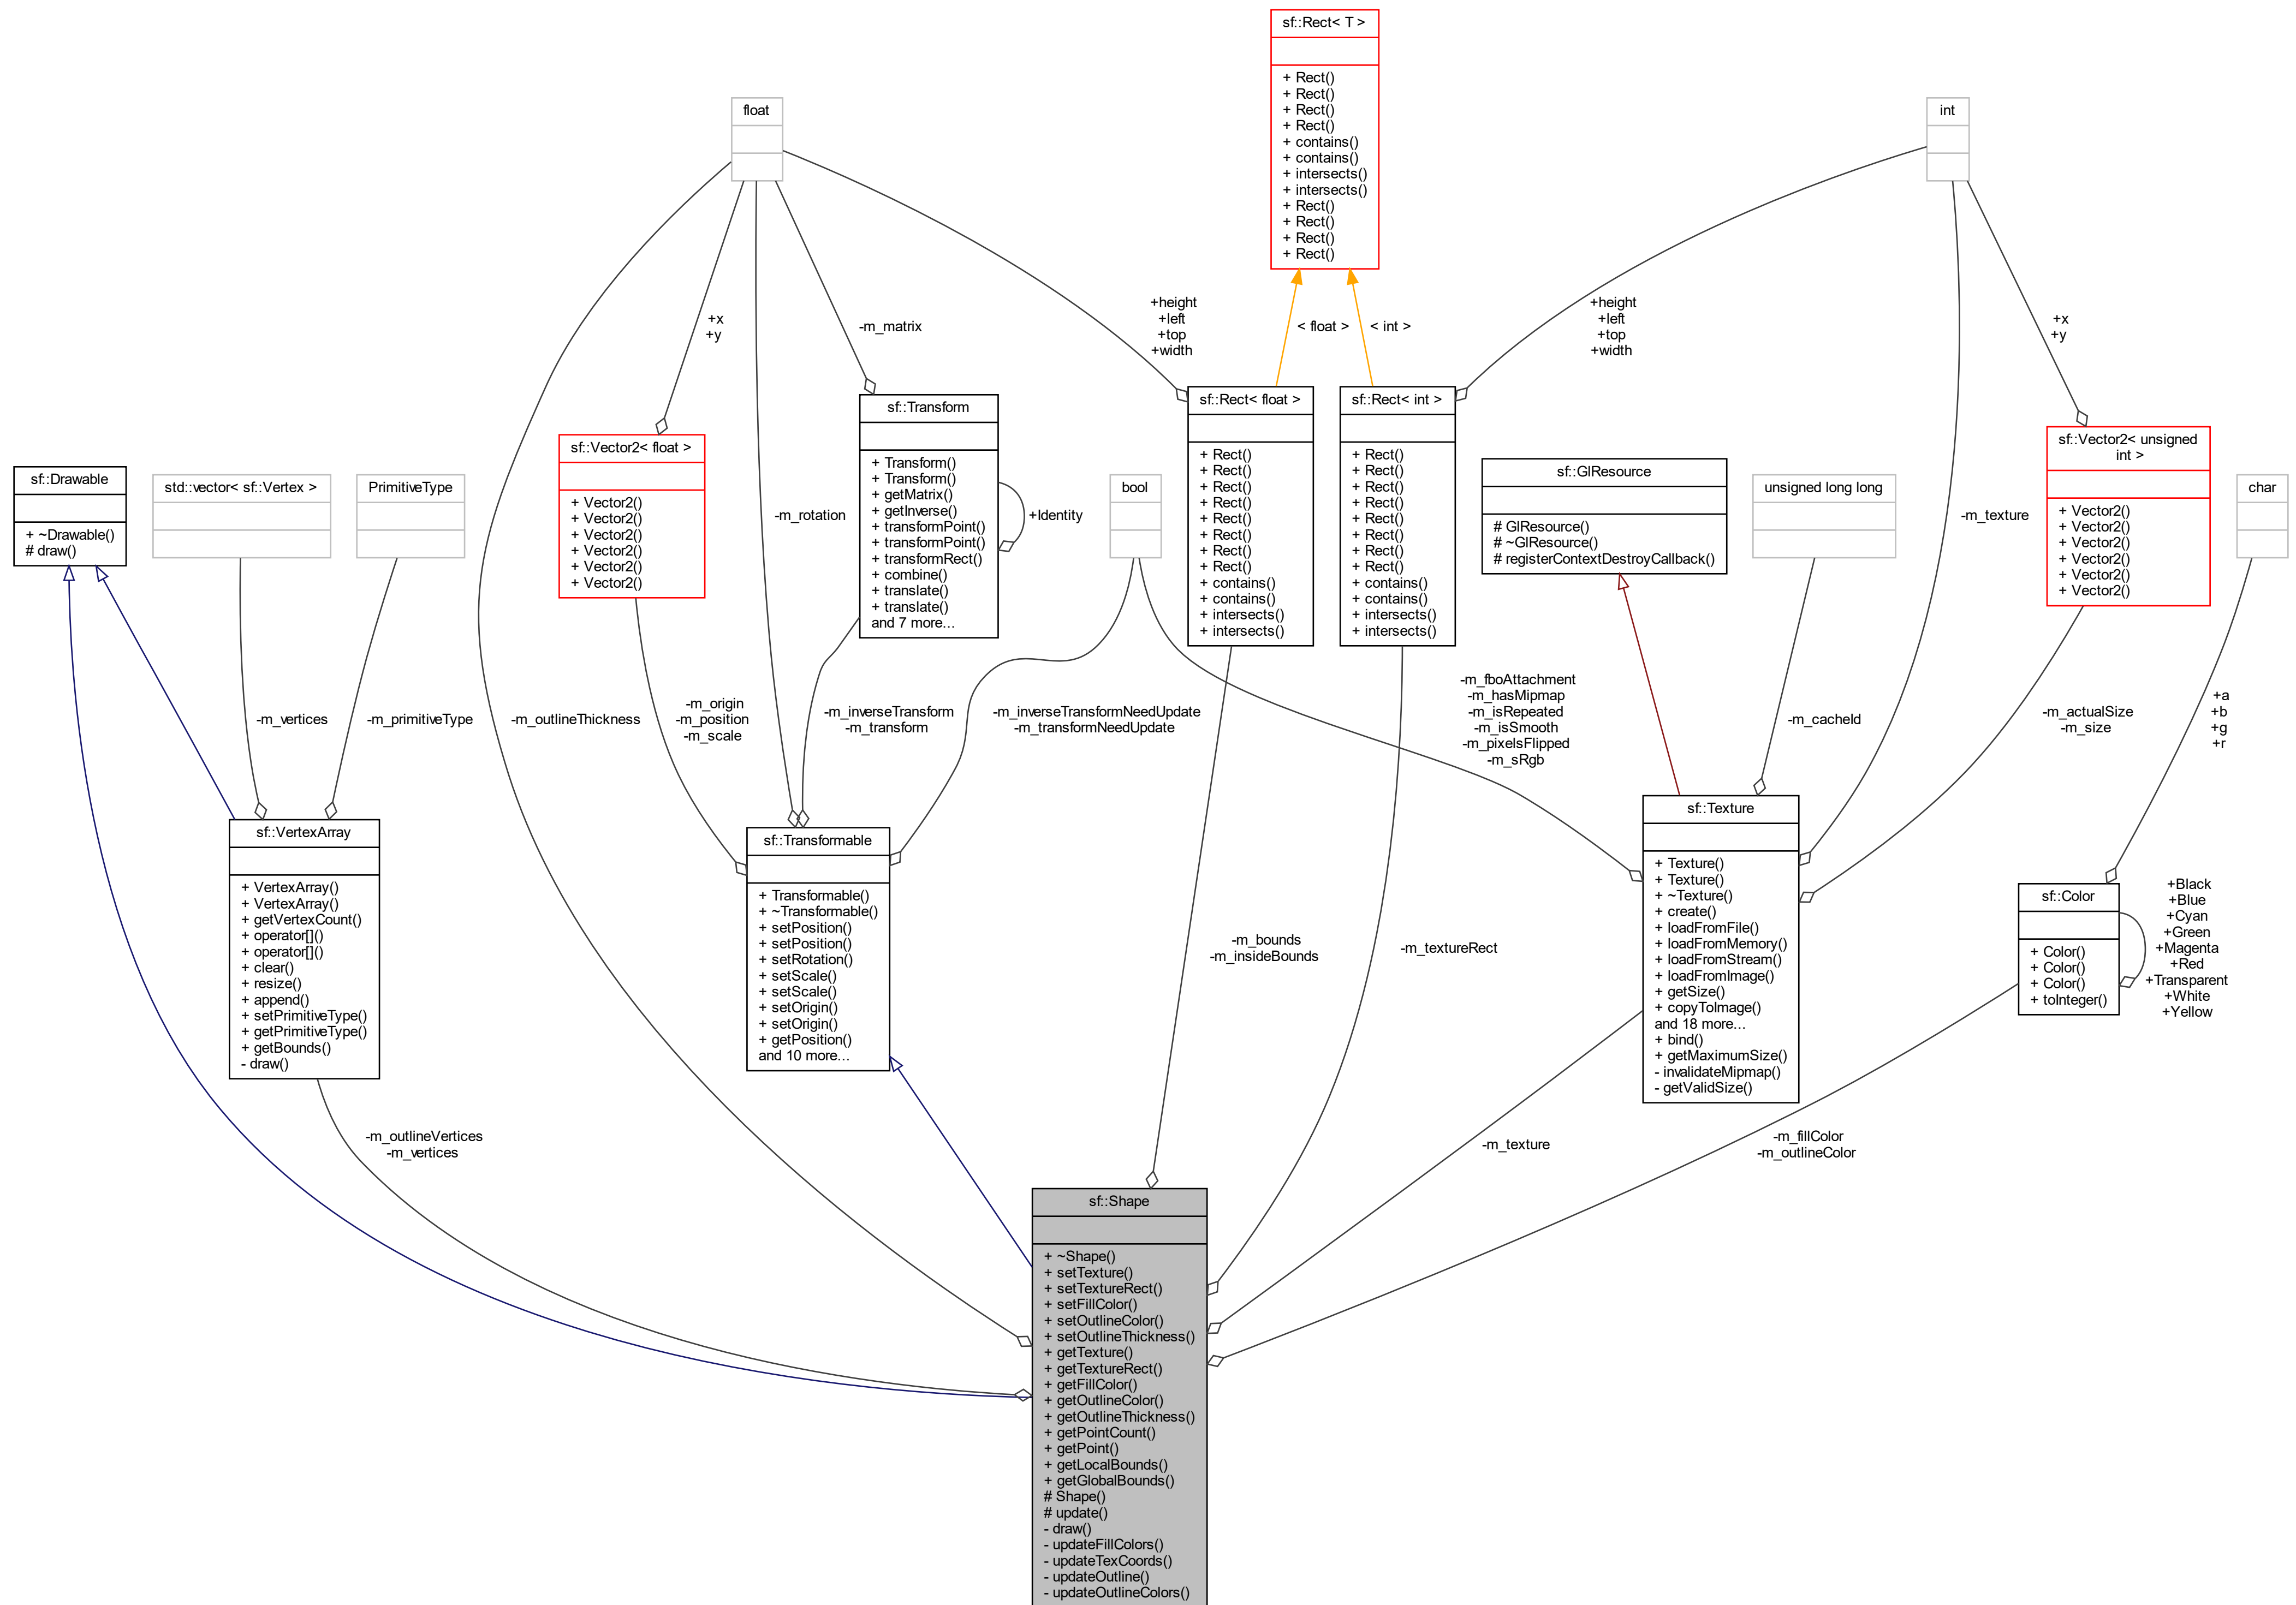 sf::Rect< T >
+ Rect()
+ Rect()
+ Rect()
+ Rect()
+ contains()
+ contains()
+ intersects()
+ intersects()
+ Rect()
+ Rect()
+ Rect()
+ Rect()
float
int
+height
+left
+top
+width
< float >
< int >
+height
+left
+top
+width
+x
+y
-m_matrix
+x
+y
sf::Transform
+ Transform()
+ Transform()
+ getMatrix()
+ getInverse()
+ transformPoint()
+ transformPoint()
+ transformRect()
+ combine()
+ translate()
+ translate()
and 7 more...
+Identity
sf::Rect< float >
+ Rect()
+ Rect()
+ Rect()
+ Rect()
+ Rect()
+ Rect()
+ Rect()
+ Rect()
+ contains()
+ contains()
+ intersects()
+ intersects()
sf::Rect< int >
+ Rect()
+ Rect()
+ Rect()
+ Rect()
+ Rect()
+ Rect()
+ Rect()
+ Rect()
+ contains()
+ contains()
+ intersects()
+ intersects()
sf::Vector2< float >
+ Vector2()
+ Vector2()
+ Vector2()
+ Vector2()
+ Vector2()
+ Vector2()
sf::Vector2< unsigned
int >
+ Vector2()
+ Vector2()
+ Vector2()
+ Vector2()
+ Vector2()
+ Vector2()
sf::Drawable
+ ~Drawable()
# draw()
std::vector< sf::Vertex >
PrimitiveType
-m_rotation
bool
sf::GlResource
# GlResource()
# ~GlResource()
# registerContextDestroyCallback()
unsigned long long
-m_texture
char
-m_vertices
-m_primitiveType
-m_outlineThickness
-m_origin
-m_position
-m_scale
-m_inverseTransform
-m_transform
-m_inverseTransformNeedUpdate
-m_transformNeedUpdate
-m_fboAttachment
-m_hasMipmap
-m_isRepeated
-m_isSmooth
-m_pixelsFlipped
-m_sRgb
-m_cacheId
-m_actualSize
-m_size
+a
+b
+g
+r
sf::VertexArray
+ VertexArray()
+ VertexArray()
+ getVertexCount()
+ operator[]()
+ operator[]()
+ clear()
+ resize()
+ append()
+ setPrimitiveType()
+ getPrimitiveType()
+ getBounds()
- draw()
sf::Transformable
+ Transformable()
+ ~Transformable()
+ setPosition()
+ setPosition()
+ setRotation()
+ setScale()
+ setScale()
+ setOrigin()
+ setOrigin()
+ getPosition()
and 10 more...
-m_bounds
-m_insideBounds
-m_textureRect
sf::Texture
+ Texture()
+ Texture()
+ ~Texture()
+ create()
+ loadFromFile()
+ loadFromMemory()
+ loadFromStream()
+ loadFromImage()
+ getSize()
+ copyToImage()
and 18 more...
+ bind()
+ getMaximumSize()
- invalidateMipmap()
- getValidSize()
sf::Color
+ Color()
+ Color()
+ Color()
+ toInteger()
+Black
+Blue
+Cyan
+Green
+Magenta
+Red
+Transparent
+White
+Yellow
-m_outlineVertices
-m_vertices
-m_texture
-m_fillColor
-m_outlineColor
sf::Shape
+ ~Shape()
+ setTexture()
+ setTextureRect()
+ setFillColor()
+ setOutlineColor()
+ setOutlineThickness()
+ getTexture()
+ getTextureRect()
+ getFillColor()
+ getOutlineColor()
+ getOutlineThickness()
+ getPointCount()
+ getPoint()
+ getLocalBounds()
+ getGlobalBounds()
# Shape()
# update()
- draw()
- updateFillColors()
- updateTexCoords()
- updateOutline()
- updateOutlineColors()